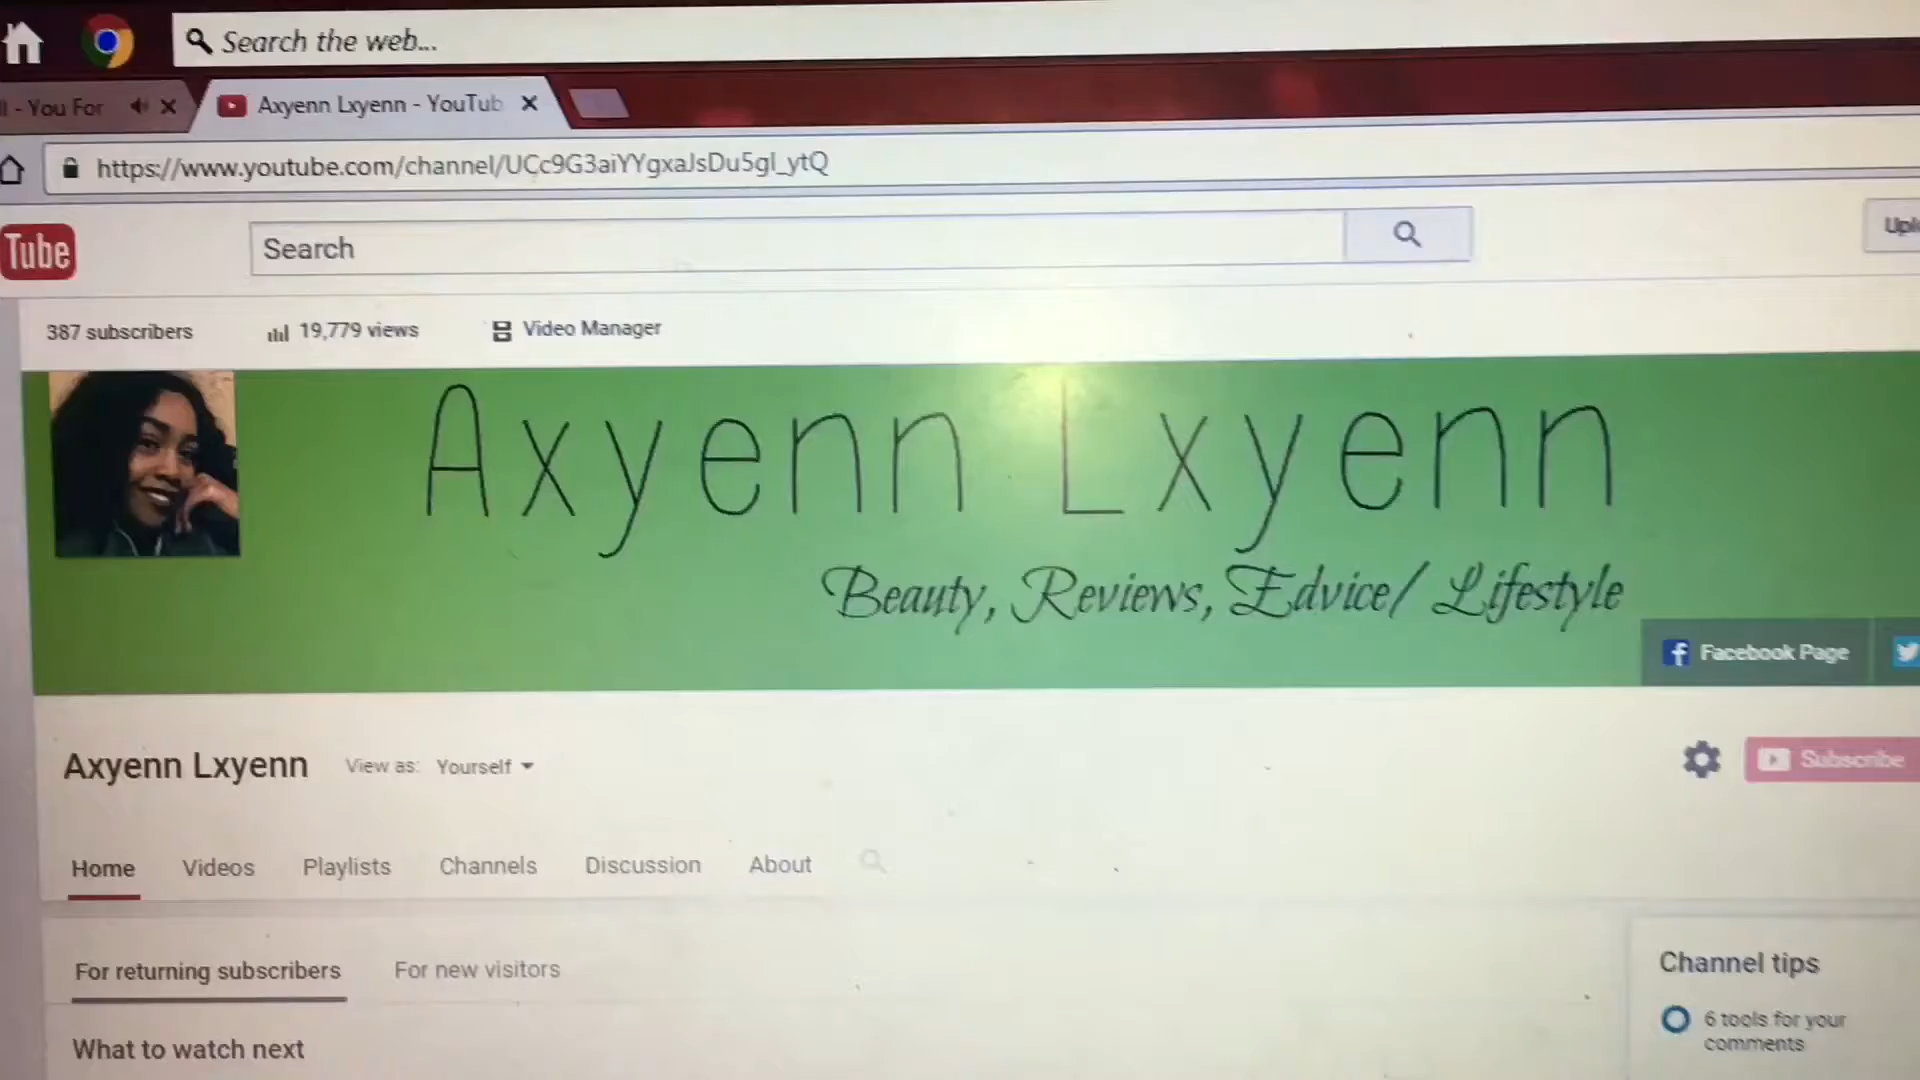 Search the web...
l - You For
Axyenn Lxyenn - YouTub
https://www.youtube.com/channel/UCc9G3aiYYgxaJsDu5gl_ytQ
Tube
Search
Uplo
387 subscribers
19,779 views
Video Manager
Axyenn Lxyenn
Beauty, Reviews, Edvice/ Lifestyle
Facebook Page
Axyenn Lxyenn
View as: Yourself
Subscribe
Home Videos Playlists Channels Discussion About
For returning subscribers
For new visitors
Channel tips
6 tools for your
comments
What to watch next